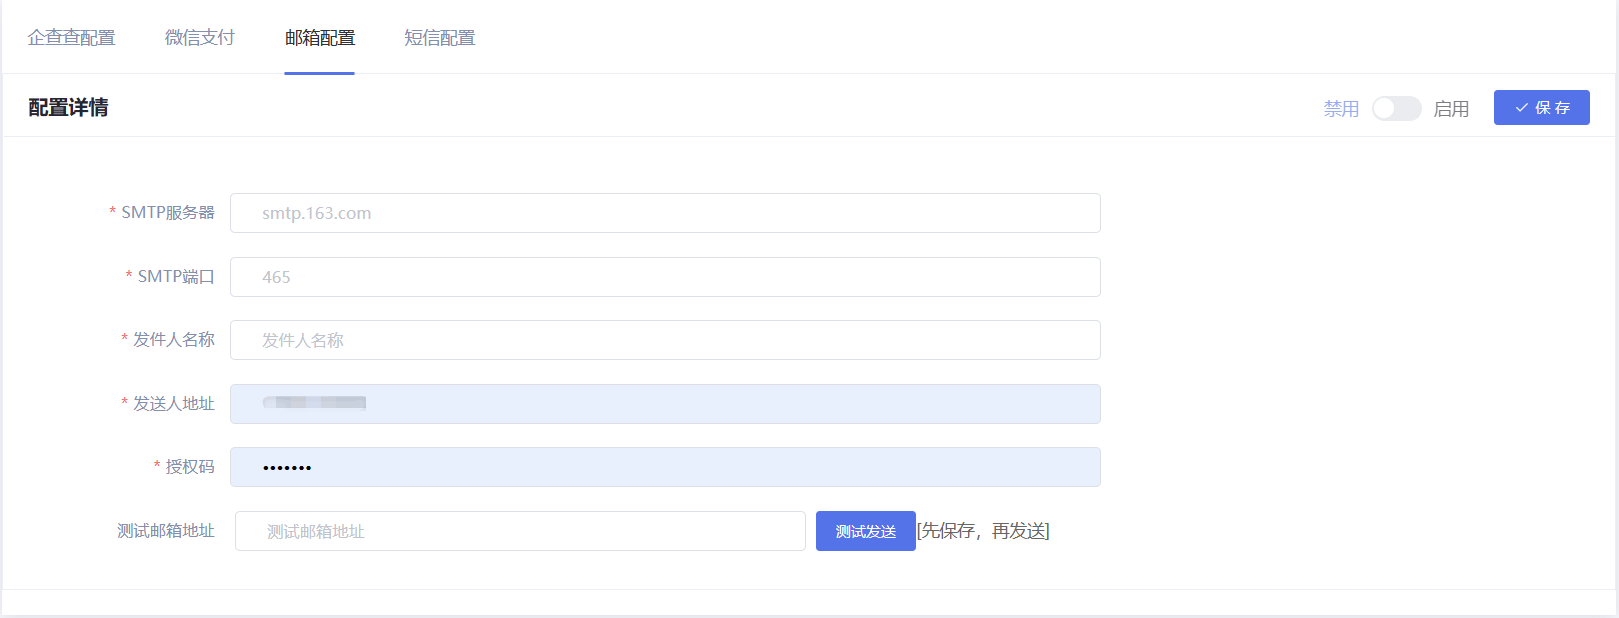 企查查配置 微信支付 邮箱配置 短信配置
配置详情 禁用 启用 保 存
* SMTP服务器 smtp.163.com
* SMTP端口 465
* 发件人名称 发件人名称
* 发送人地址
* 授权码 •••••••
测试邮箱地址 测试邮箱地址 测试发送 [先保存，再发送]